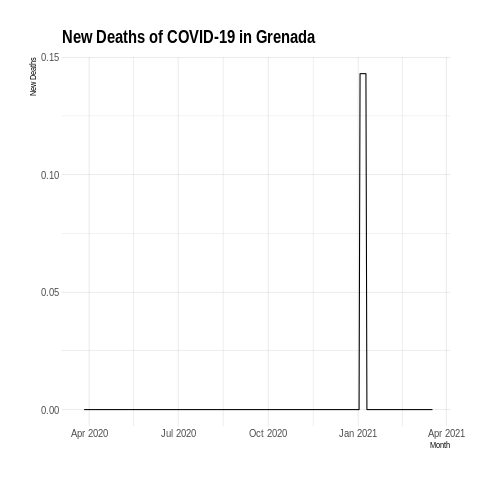 New Deaths of COVID-19 in Grenada
New Deaths
0.15
0.10
0.05
0.00
Apr 2020
Jul 2020
Oct 2020
Jan 2021
Apr 2021
Month